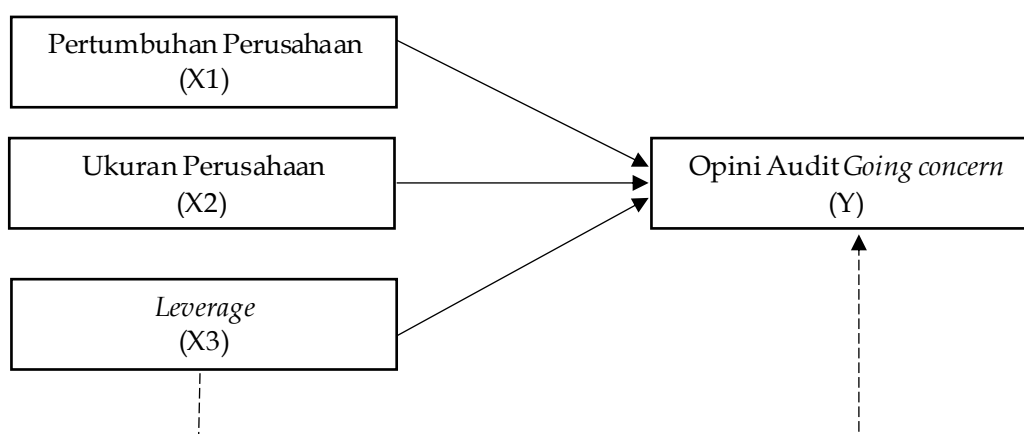 Pertumbuhan Perusahaan
(X1)
Ukuran Perusahaan
(X2)
Opini Audit Going concern
(Y)
Leverage
(X3)